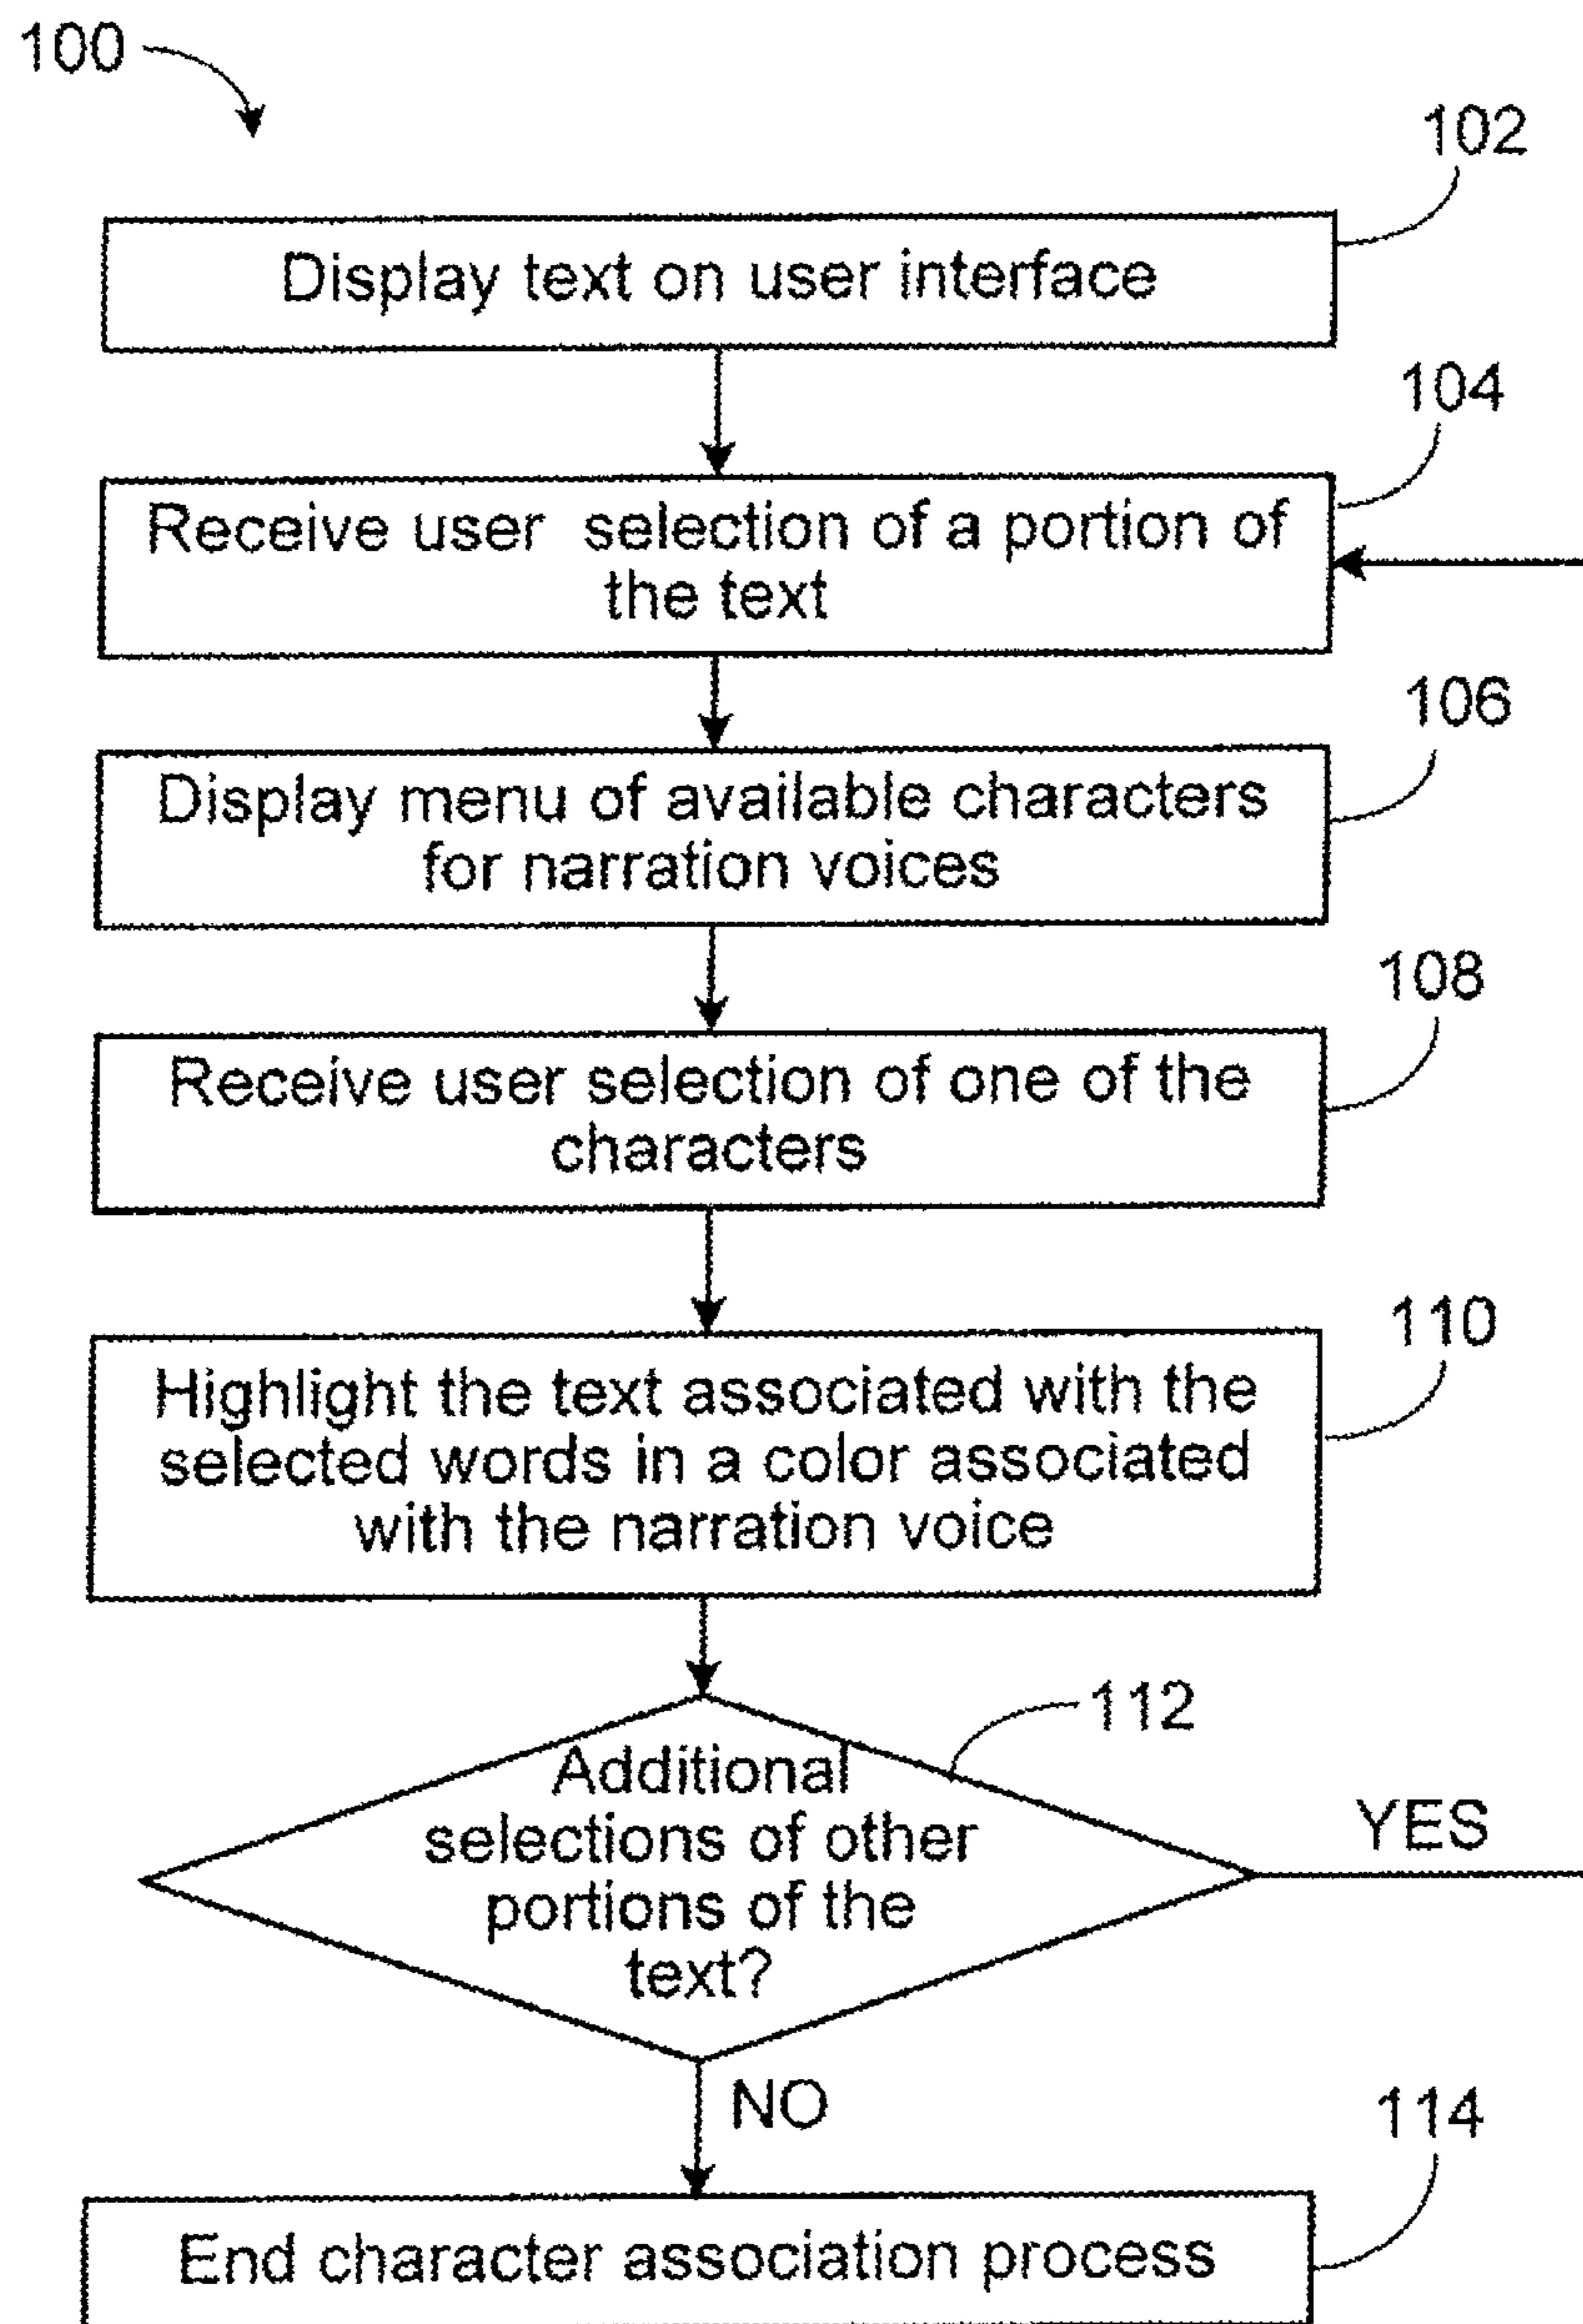 100
102
Display text on user interface
104
Receive user selection of a portion of
the text
106
Display menu of available characters
for narration voices
108
Receive user selection of one of the
characters
110
Highlight the text associated with the
selected words in a color associated
with the narration voice
112
Additional
selections of other
portions of the
text?
YES
NO
114
End character association process